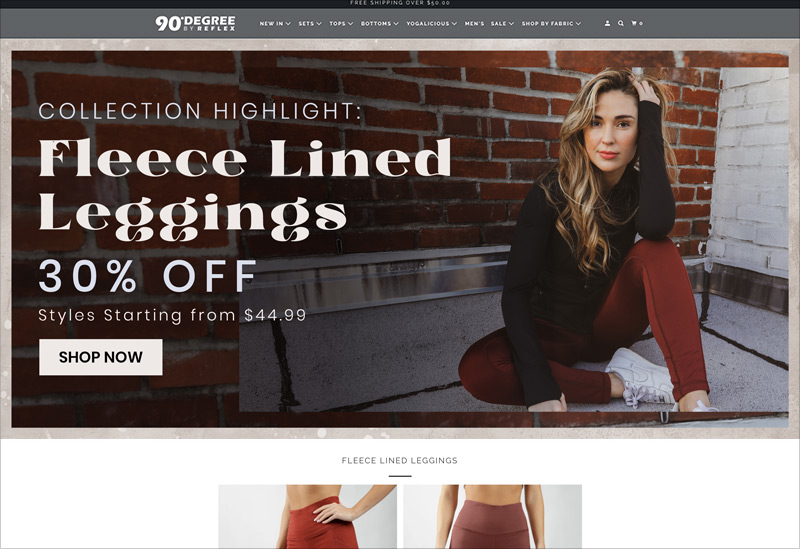 FREE SHIPPING OVER $50.00
90°DEGREE
BY REFLEX
NEW IN SETS TOPS BOTTOMS YOGALICIOUS MEN'S SALE SHOP BY FABRIC 0
COLLECTION HIGHLIGHT:
Fleece Lined
Leggings
30% OFF
Styles Starting from $44.99
SHOP NOW
FLEECE LINED LEGGINGS